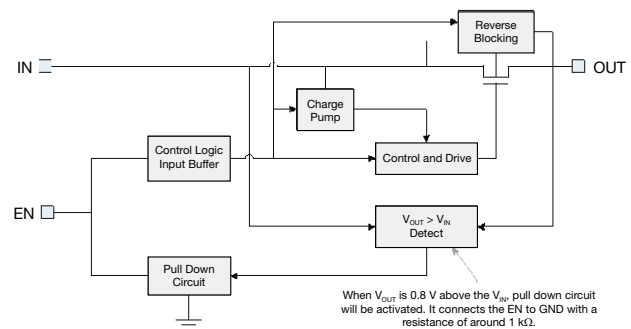 Reverse
Blocking
IN
OUT
Charge
Pump
Control Logic
Input Buffer
Control and Drive
EN
VOUT > VIN
Detect
Pull Down
Circuit
When VOUT is 0.8 V above the VIN, pull down circuit
will be activated. It connects the EN to GND with a
resistance of around 1 kΩ.